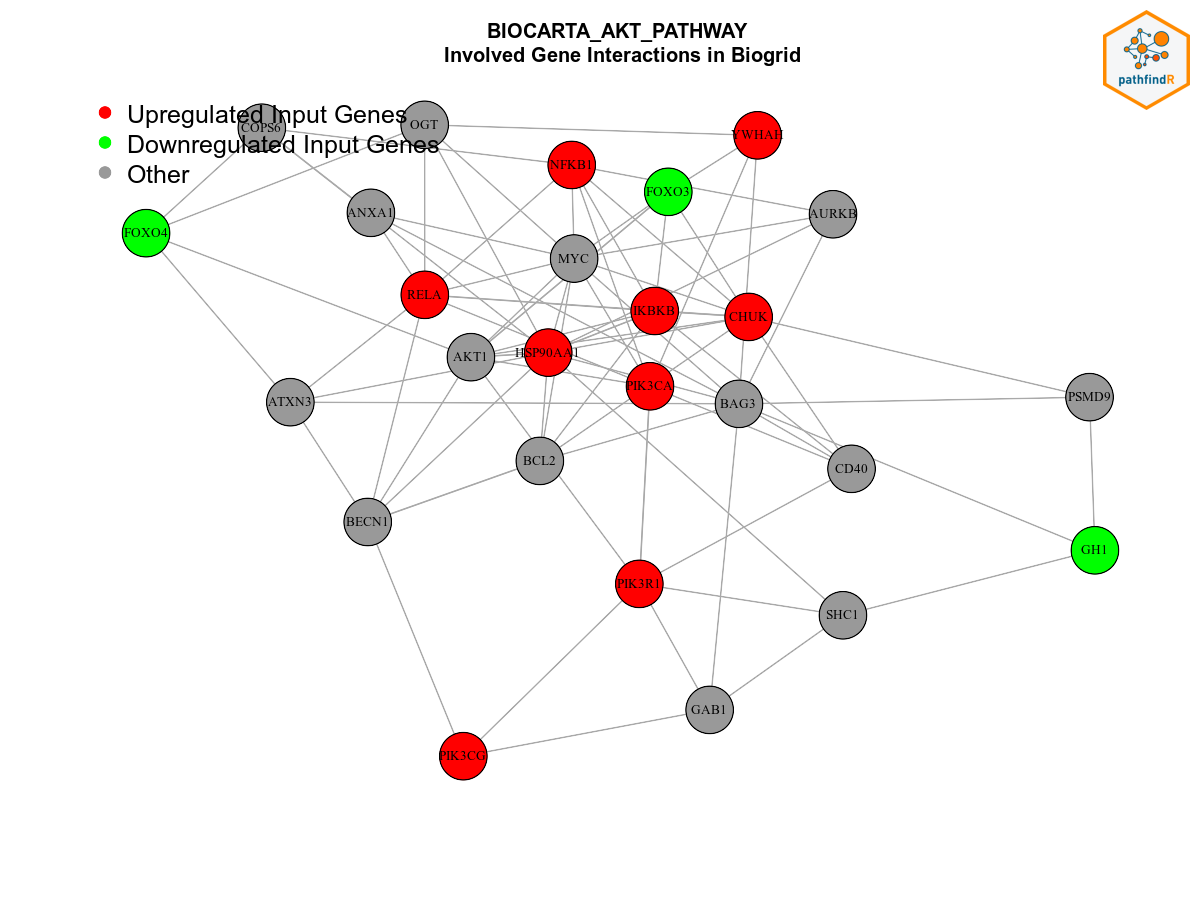 BIOCARTA_AKT_PATHWAY
Involved Gene Interactions in Biogrid
pathfindR
Upregulated Input Genes
Downregulated Input Genes
Other
COPS6
OGT
YWHAH
NFKB1
FOXO3
ANXA1
AURKB
FOXO4
MYC
RELA
IKBKB
CHUK
AKT1
HSP90AA1
PIK3CA
ATXN3
BAG3
PSMD9
BCL2
CD40
BECN1
GH1
PIK3R1
SHC1
GAB1
PIK3CG